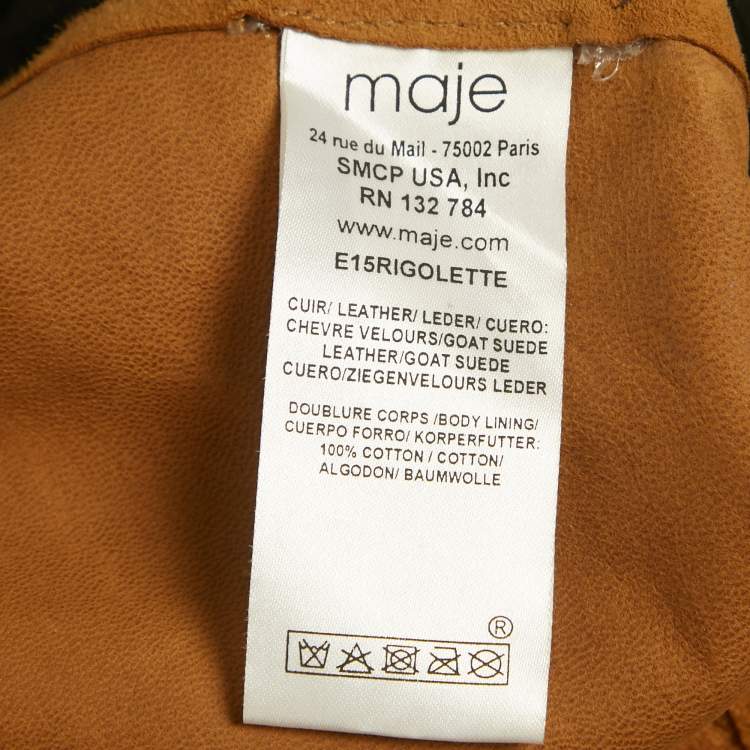 maje
24 rue du Mail - 75002 Paris
SMCP USA, Inc
RN 132 784
www.maje.com
E15RIGOLETTE
CUIR/ LEATHER/ LEDER/ CUERO:
CHEVRE VELOURS/GOAT SUEDE
LEATHER/GOAT SUEDE
CUERO/ZIEGENVELOURS LEDER
DOUBLURE CORPS /BODY LINING/
CUERPO FORRO/ KORPERFUTTER:
100% COTTON / COTTON/
ALGODON/ BAUMWOLLE
®